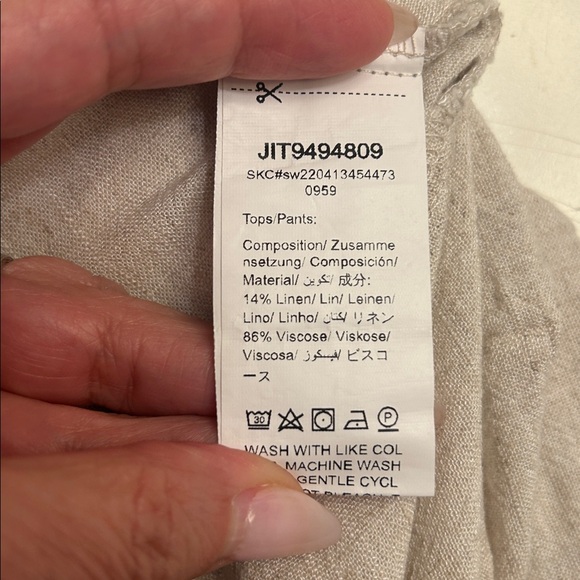 JIT9494809
SKC#sw220413454473
0959
Tops/Pants:
Composition/ Zusamme
nsetzung/ Composición/
Material/ تكوين/ 成分:
14% Linen/ Lin/ Leinen/
Lino/ Linho/ كتان/ リネン
86% Viscose/ Viskose/
Viscosa/ فيسكوز/ ビスコ
ース
30
P
WASH WITH LIKE COL
MACHINE WASH
GENTLE CYCL